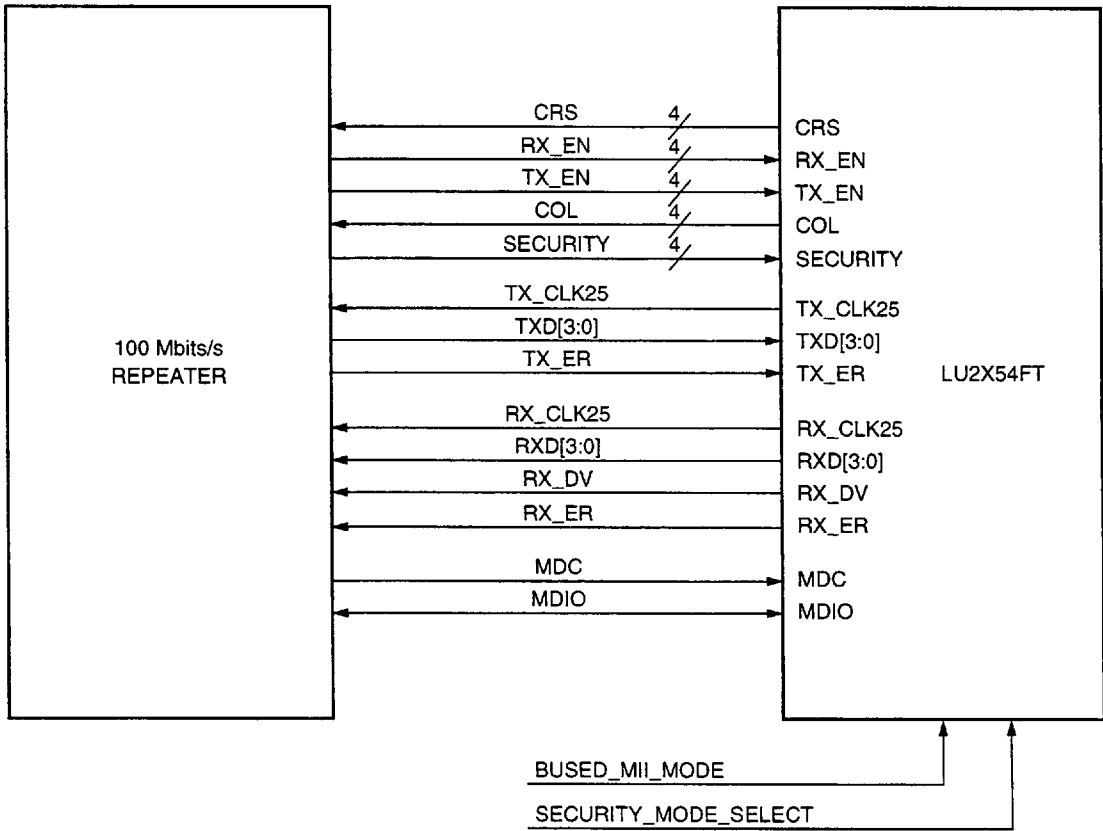 CRS 4 CRS
RX_EN 4 RX_EN
TX_EN 4 TX_EN
COL 4 COL
SECURITY 4 SECURITY
TX_CLK25 TX_CLK25
TXD[3:0] TXD[3:0]
100 Mbits/s
REPEATER
TX_ER TX_ER LU2X54FT
RX_CLK25 RX_CLK25
RXD[3:0] RXD[3:0]
RX_DV RX_DV
RX_ER RX_ER
MDC MDC
MDIO MDIO
BUSED_MII_MODE
SECURITY_MODE_SELECT